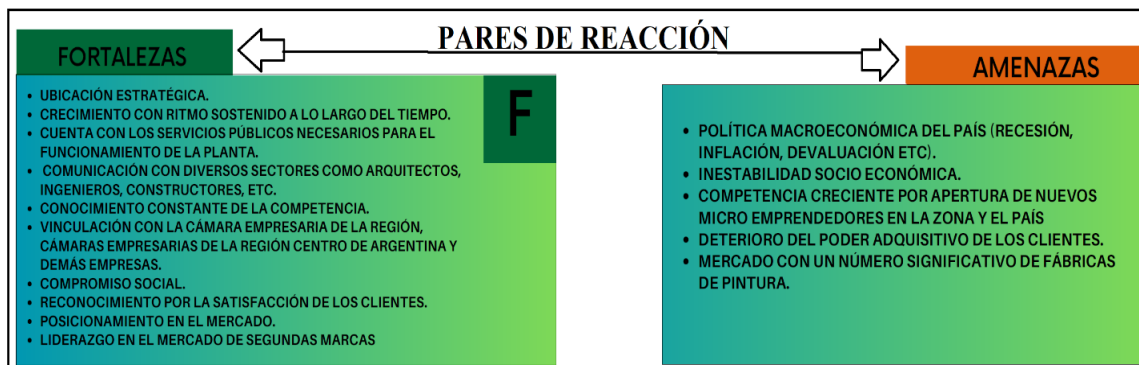 PARES DE REACCIÓN
FORTALEZAS
F
• UBICACIÓN ESTRATÉGICA.
• CRECIMIENTO CON RITMO SOSTENIDO A LO LARGO DEL TIEMPO.
• CUENTA CON LOS SERVICIOS PÚBLICOS NECESARIOS PARA EL
FUNCIONAMIENTO DE LA PLANTA.
• COMUNICACIÓN CON DIVERSOS SECTORES COMO ARQUITECTOS,
INGENIEROS, CONSTRUCTORES, ETC.
• CONOCIMIENTO CONSTANTE DE LA COMPETENCIA.
• VINCULACIÓN CON LA CÁMARA EMPRESARIA DE LA REGIÓN,
CÁMARAS EMPRESARIAS DE LA REGIÓN CENTRO DE ARGENTINA Y
DEMÁS EMPRESAS.
• COMPROMISO SOCIAL.
• RECONOCIMIENTO POR LA SATISFACCIÓN DE LOS CLIENTES.
• POSICIONAMIENTO EN EL MERCADO.
• LIDERAZGO EN EL MERCADO DE SEGUNDAS MARCAS
AMENAZAS
• POLÍTICA MACROECONÓMICA DEL PAÍS (RECESIÓN,
INFLACIÓN, DEVALUACIÓN ETC).
• INESTABILIDAD SOCIO ECONÓMICA.
• COMPETENCIA CRECIENTE POR APERTURA DE NUEVOS
MICRO EMPRENDEDORES EN LA ZONA Y EL PAÍS
• DETERIORO DEL PODER ADQUISITIVO DE LOS CLIENTES.
• MERCADO CON UN NÚMERO SIGNIFICATIVO DE FÁBRICAS
DE PINTURA.